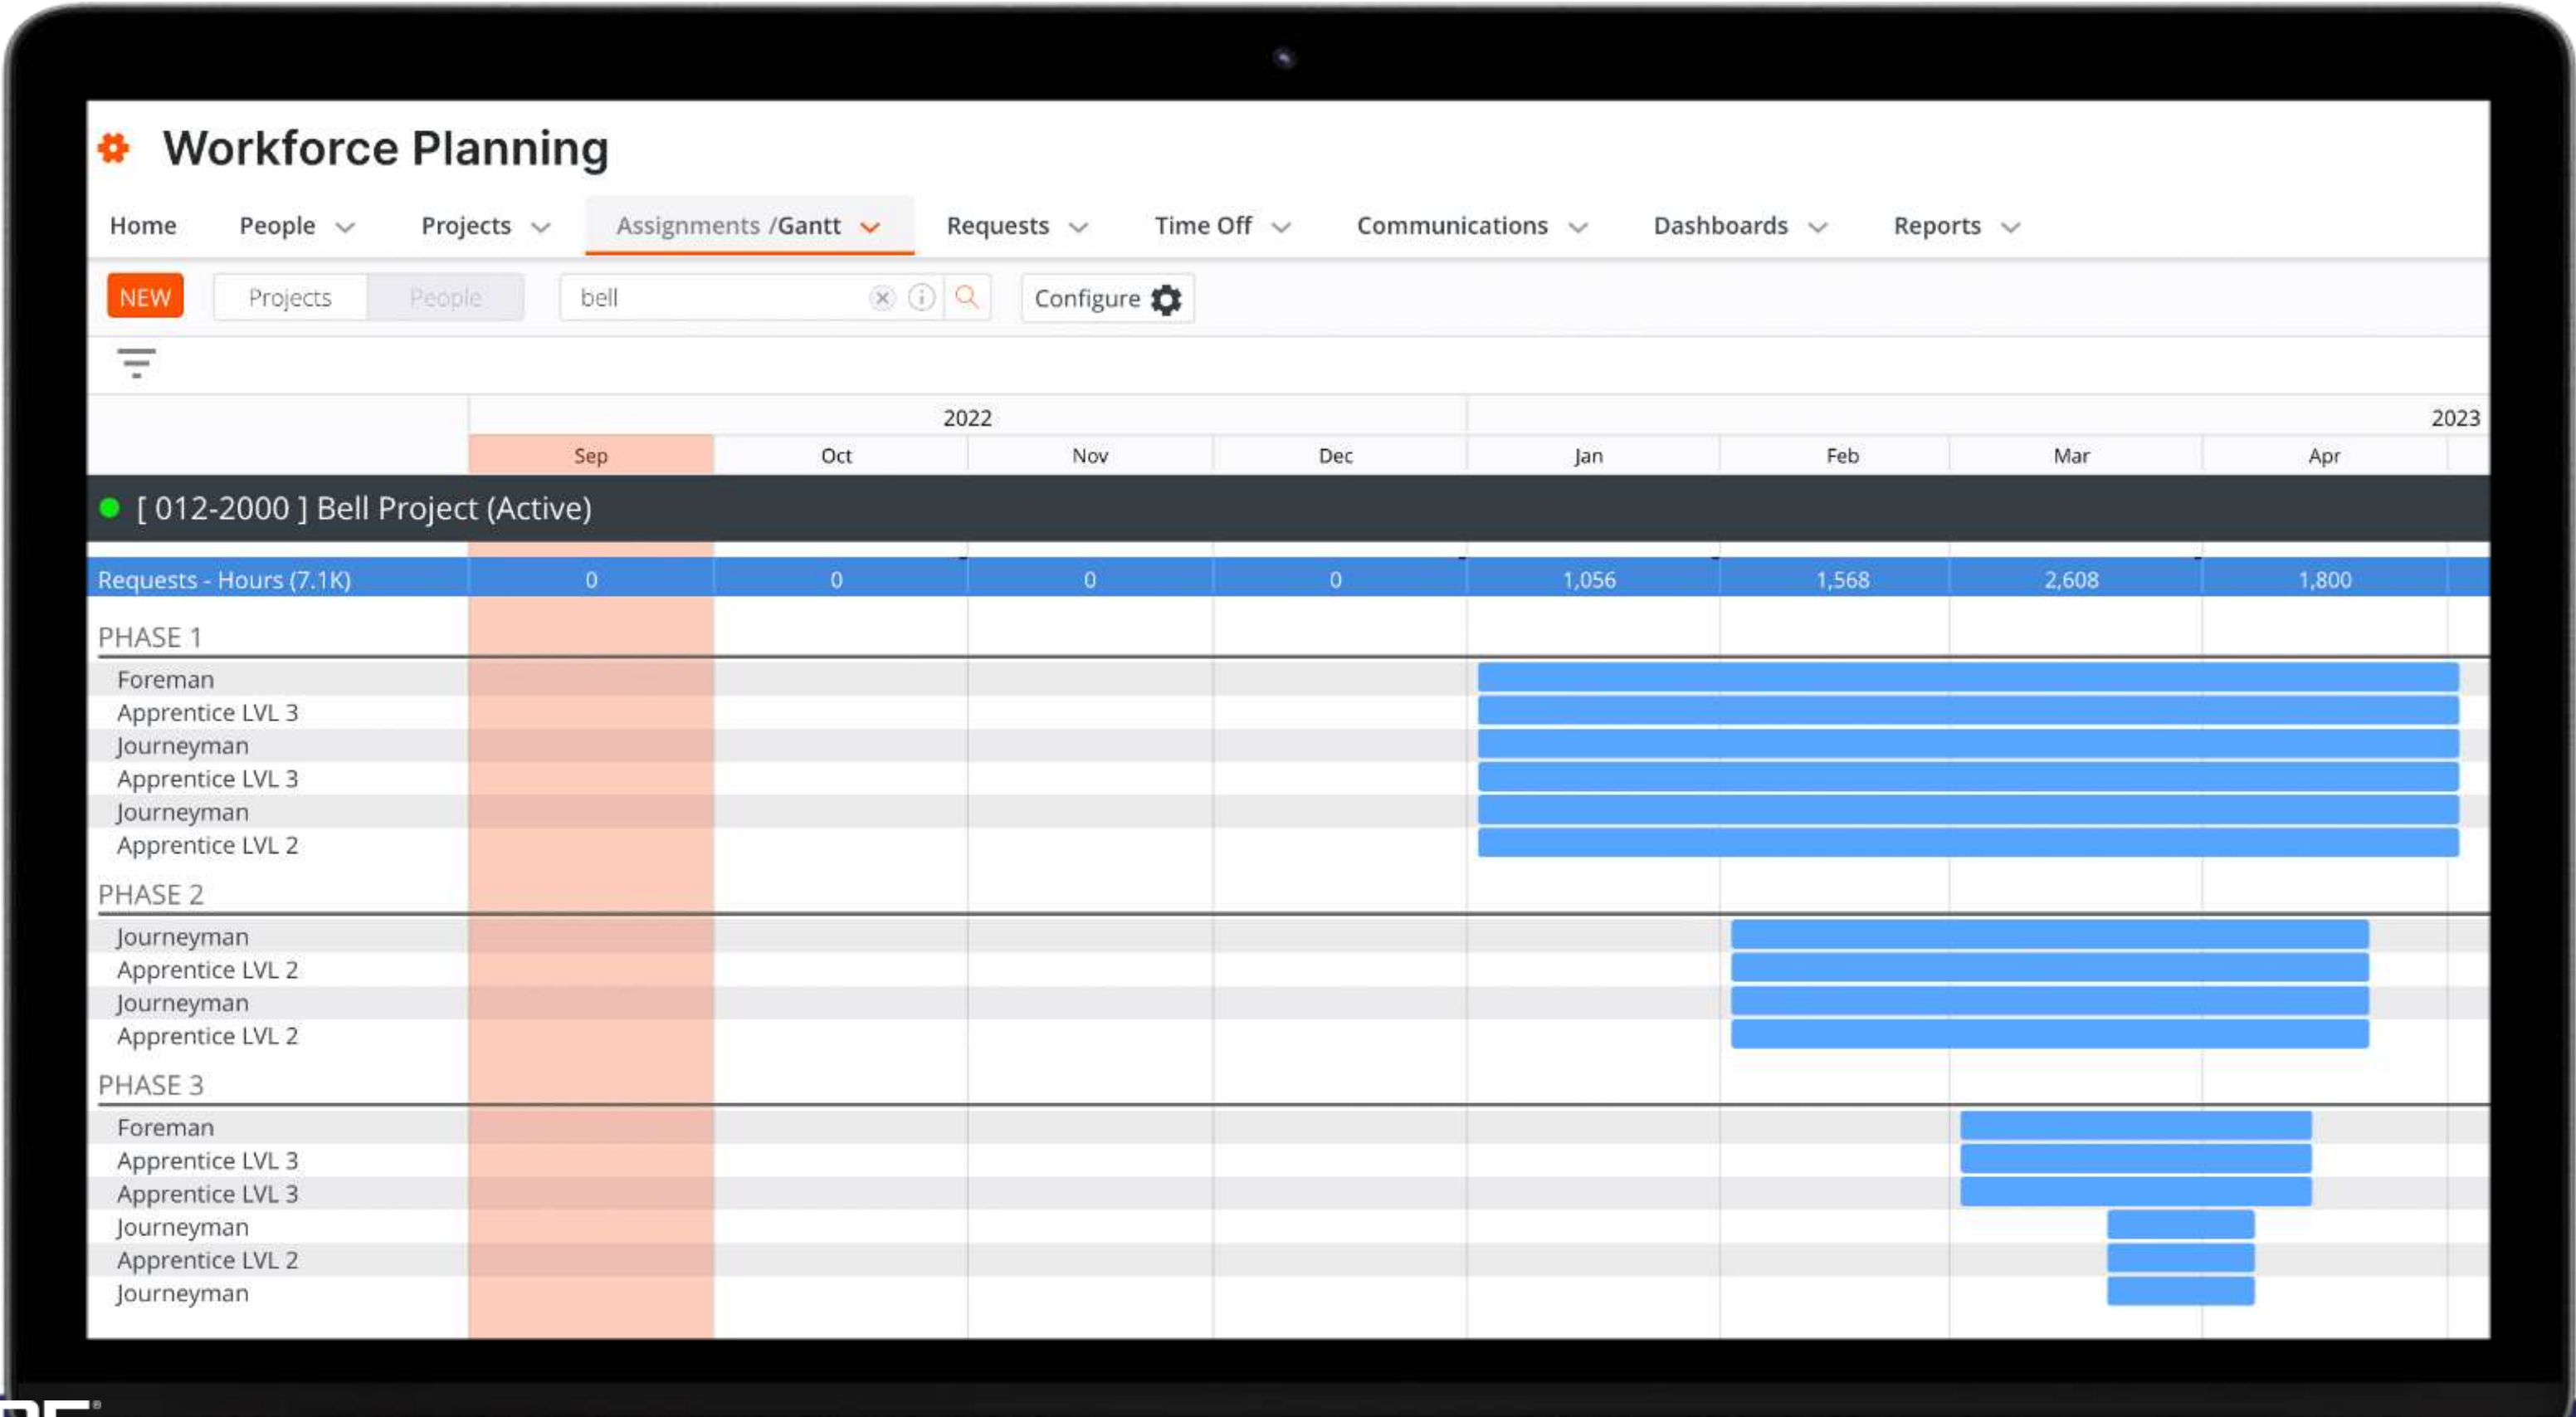 Workforce Planning
Home People Projects Assignments /Gantt Requests Time Off Communications Dashboards Reports
NEW Projects People bell Configure
2022 2023
Sep Oct Nov Dec Jan Feb Mar Apr
[ 012-2000 ] Bell Project (Active)
Requests - Hours (7.1K) 0 0 0 0 1,056 1,568 2,608 1,800
PHASE 1
Foreman
Apprentice LVL 3
Journeyman
Apprentice LVL 3
Journeyman
Apprentice LVL 2
PHASE 2
Journeyman
Apprentice LVL 2
Journeyman
Apprentice LVL 2
PHASE 3
Foreman
Apprentice LVL 3
Apprentice LVL 3
Journeyman
Apprentice LVL 2
Journeyman